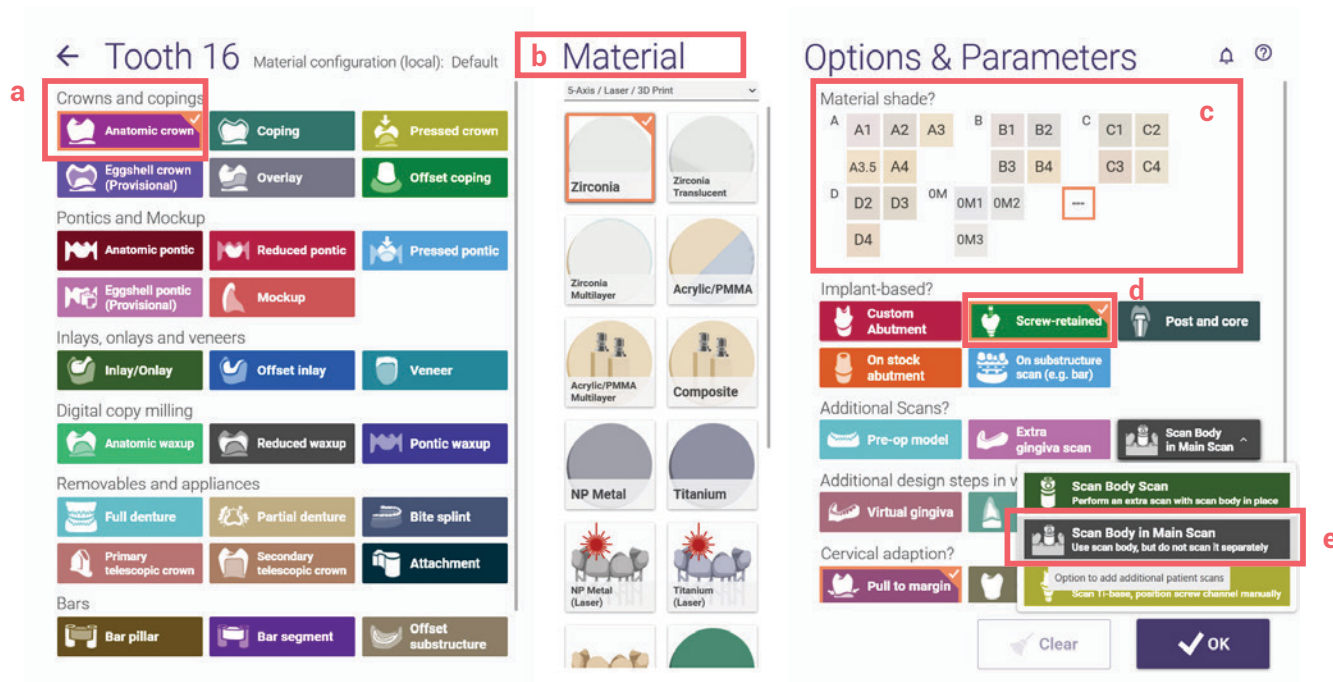 a
← Tooth 16 Material configuration (local): Default
Crowns and copings
Anatomic crown
Coping
Pressed crown
Eggshell crown
(Provisional)
Overlay
Offset coping
Pontics and Mockup
Anatomic pontic
Reduced pontic
Pressed pontic
Eggshell pontic
(Provisional)
Mockup
Inlays, onlays and veneers
Inlay/Onlay
Offset inlay
Veneer
Digital copy milling
Anatomic waxup
Reduced waxup
Pontic waxup
Removables and appliances
Full denture
Partial denture
Bite splint
Primary
telescopic crown
Secondary
telescopic crown
Attachment
Bars
Bar pillar
Bar segment
Offset
substructure
b Material
5-Axis / Laser / 3D Print
Zirconia
Zirconia
Translucent
Zirconia
Multilayer
Acrylic/PMMA
Acrylic/PMMA
Multilayer
Composite
NP Metal
Titanium
NP Metal
(Laser)
Titanium
(Laser)
Options & Parameters
Material shade?
c
A A1 A2 A3 B B1 B2 C C1 C2
A3.5 A4 B3 B4 C3 C4
D D2 D3 0M 0M1 0M2 ---
D4 0M3
Implant-based?
d
Custom
Abutment
Screw-retained
Post and core
On stock
abutment
On substructure
scan (e.g. bar)
Additional Scans?
Pre-op model
Extra
gingiva scan
Scan Body
in Main Scan
Additional design steps in
Virtual gingiva
Scan Body Scan
Perform an extra scan with scan body in place
Scan Body in Main Scan
Use scan body, but do not scan it separately
e
Option to add additional patient scans
Scan Ti-base, position screw channel manually
Cervical adaption?
Pull to margin
Clear
OK